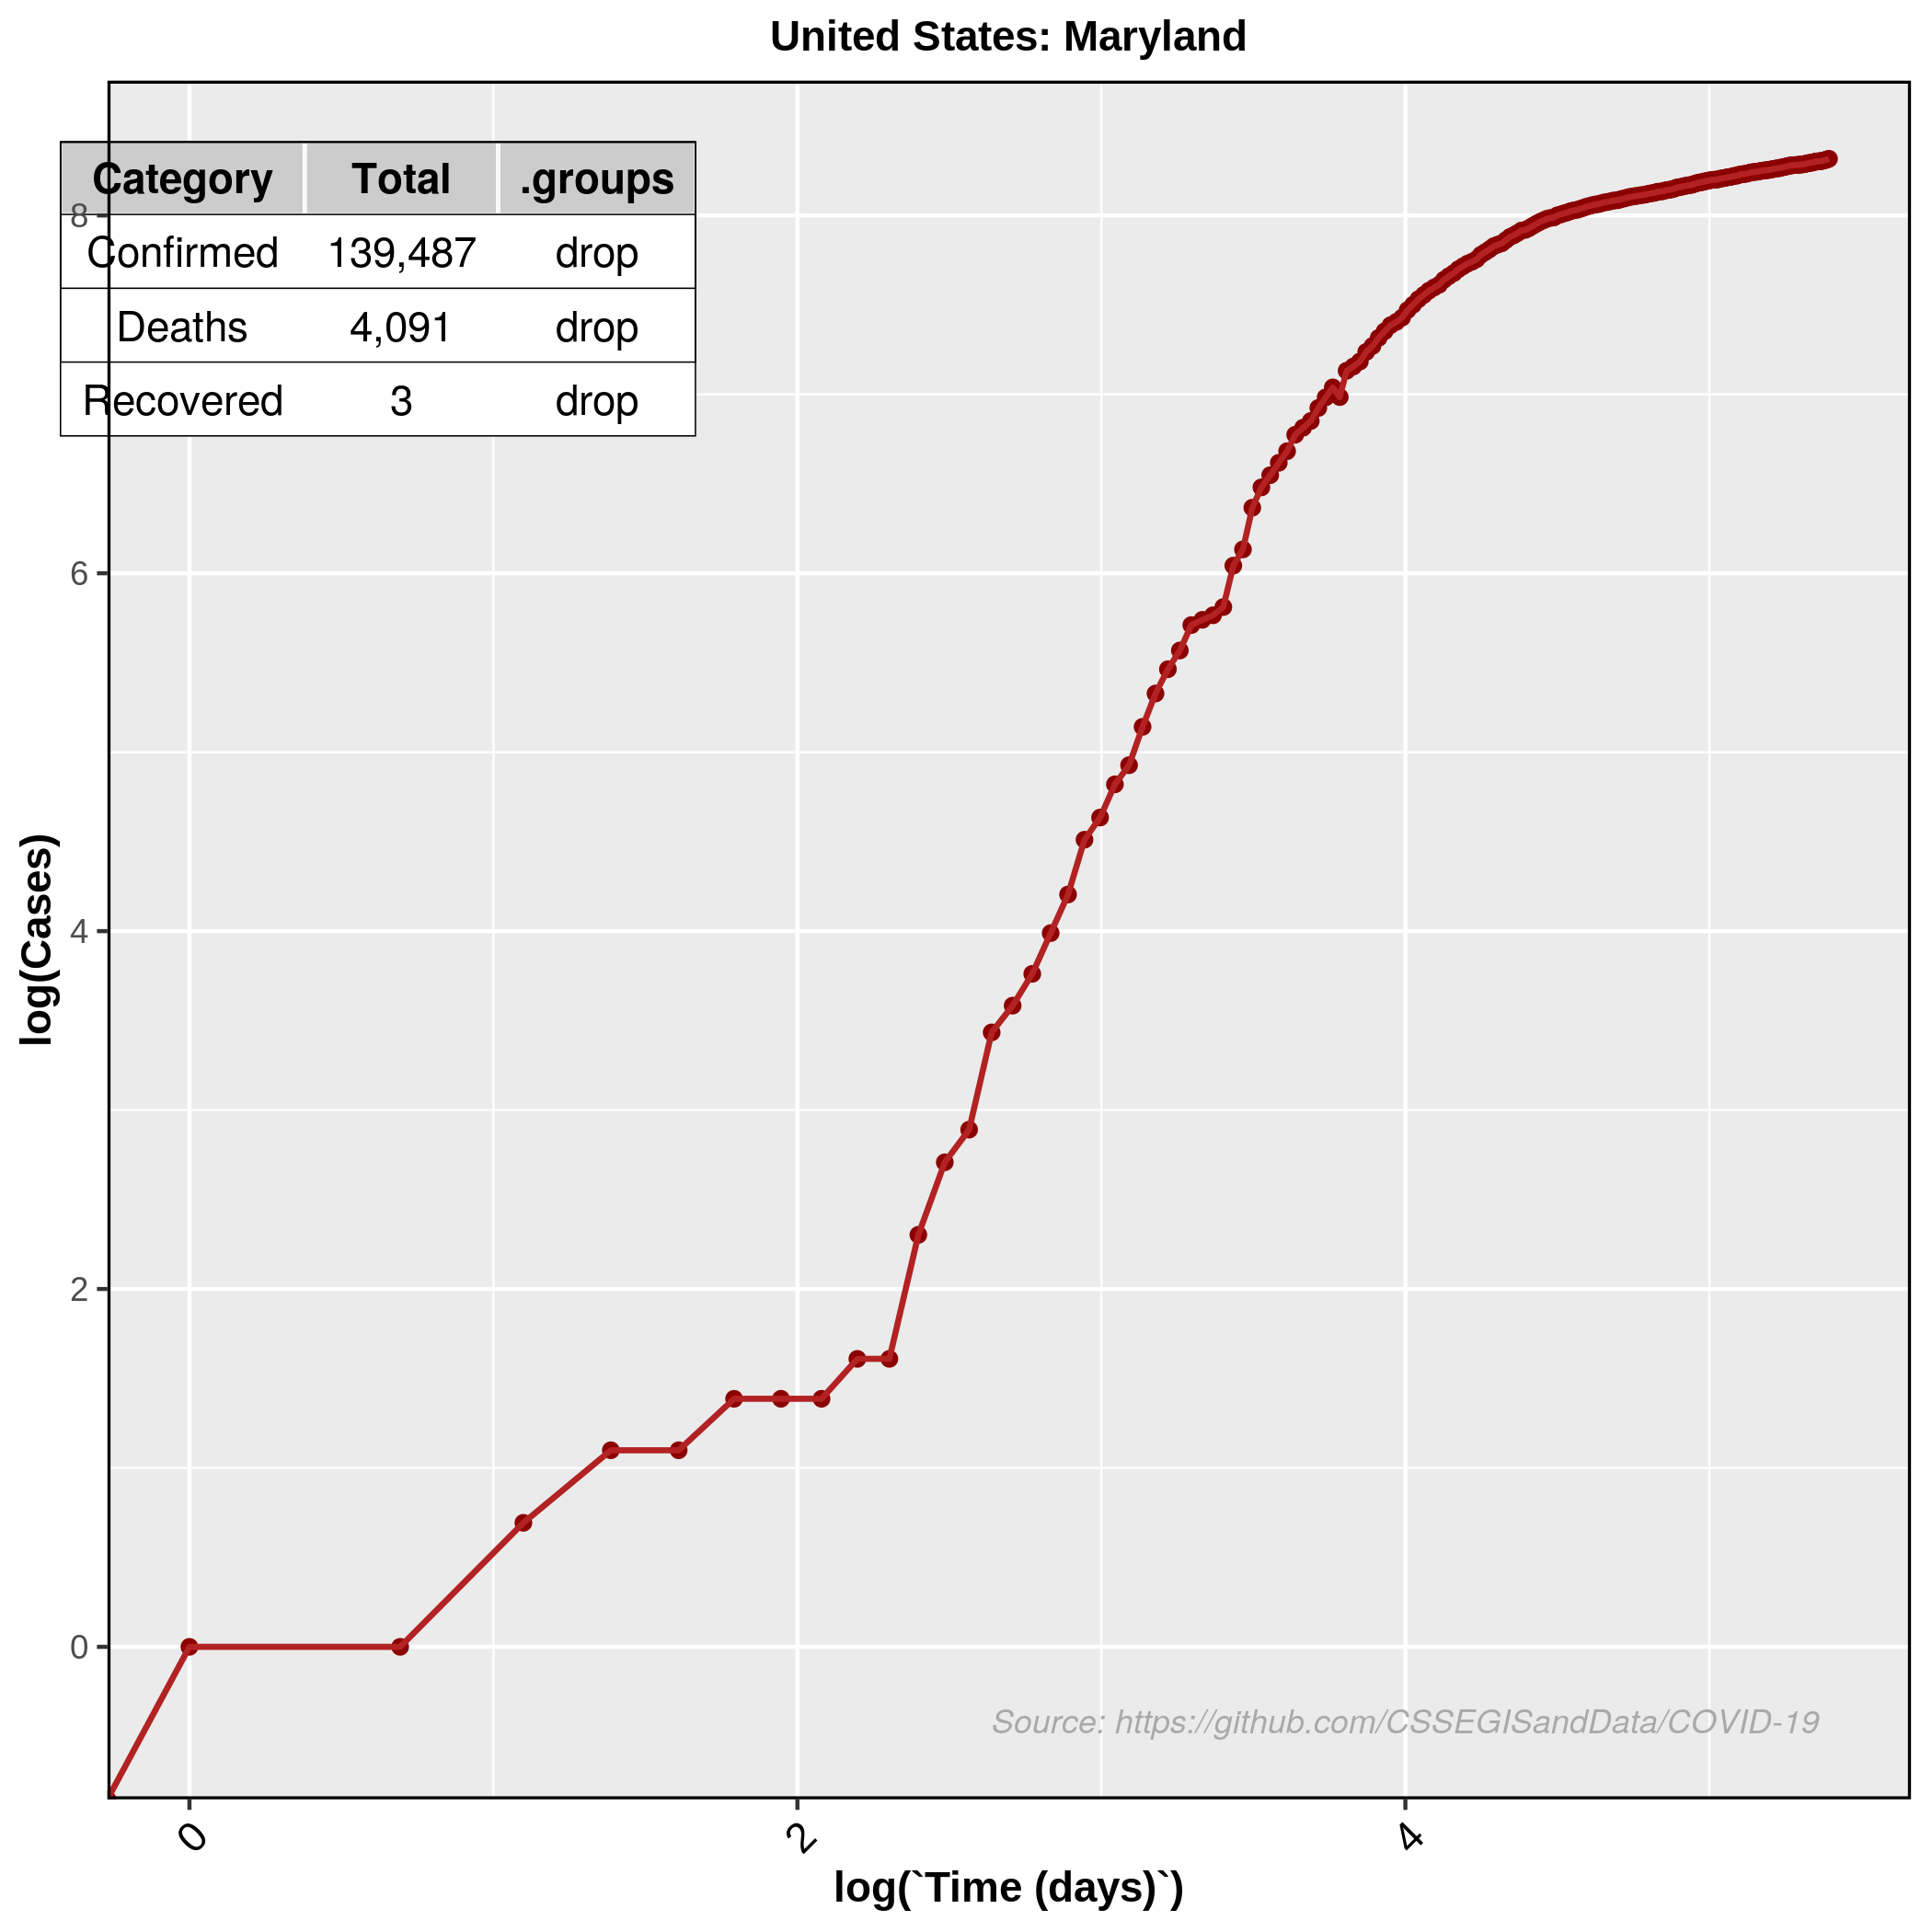 United States: Maryland
Category Total .groups
Confirmed 139,487 drop
Deaths 4,091 drop
Recovered 3 drop
8
6
4
2
0
log(Cases)
Source: https://github.com/CSSEGISandData/COVID-19
0 2 4
log(`Time (days)`)